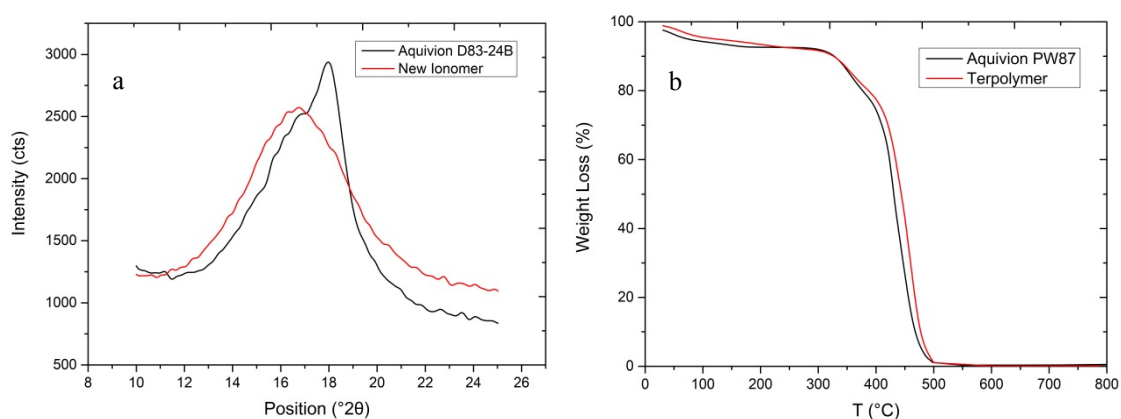 a
Aquivion D83-24B
New Ionomer
3000
2500
2000
1500
1000
500
8 10 12 14 16 18 20 22 24 26
Intensity (cts)
Position (°2θ)
b
Aquivion PW87
Terpolymer
100
80
60
40
20
0
0 100 200 300 400 500 600 700 800
Weight Loss (%)
T (°C)